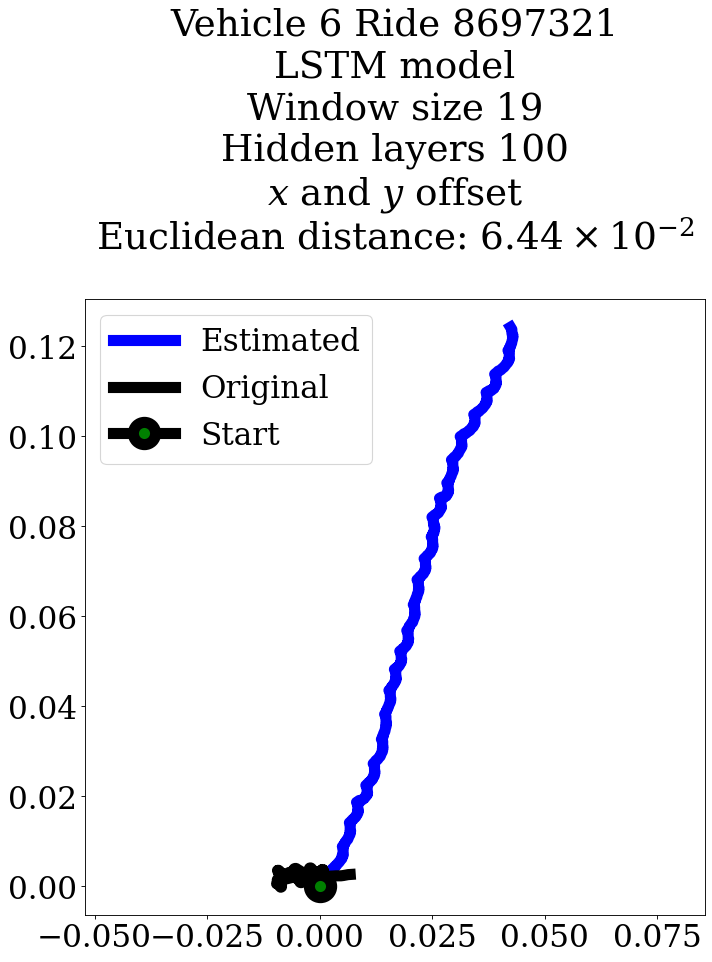 Vehicle 6 Ride 8697321
LSTM model
Window size 19
Hidden layers 100
x and y offset
Euclidean distance: 6.44 × 10⁻²
Estimated
Original
Start
0.12
0.10
0.08
0.06
0.04
0.02
0.00
−0.050 −0.025 0.000 0.025 0.050 0.075